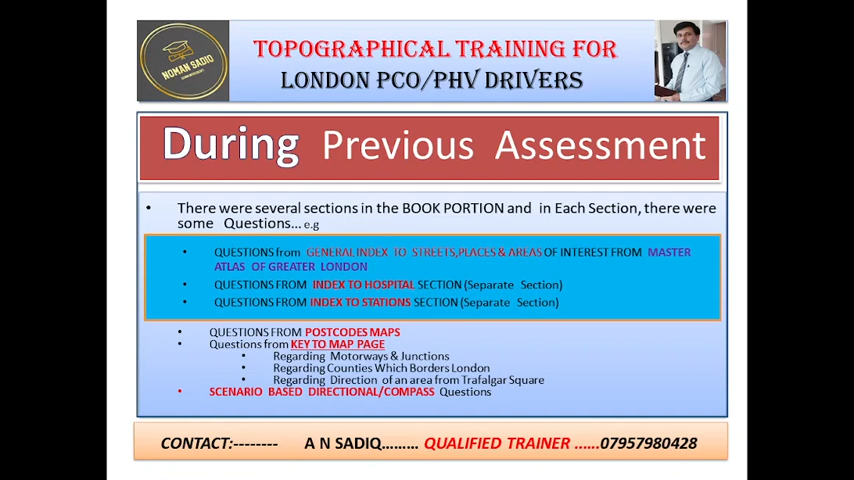 NOMAN SADIQ
TOPOGRAPHICAL TRAINING FOR
LONDON PCO/PHV DRIVERS
During Previous Assessment
• There were several sections in the BOOK PORTION and in Each Section, there were
some Questions... e.g
• QUESTIONS from GENERAL INDEX TO STREETS,PLACES & AREAS OF INTEREST FROM MASTER
ATLAS OF GREATER LONDON
• QUESTIONS FROM INDEX TO HOSPITAL SECTION (Separate Section)
• QUESTIONS FROM INDEX TO STATIONS SECTION (Separate Section)
• QUESTIONS FROM POSTCODES MAPS
• Questions from KEY TO MAP PAGE
• Regarding Motorways & Junctions
• Regarding Counties Which Borders London
• Regarding Direction of an area from Trafalgar Square
• SCENARIO BASED DIRECTIONAL/COMPASS Questions
CONTACT:-------- A N SADIQ......... QUALIFIED TRAINER ......07957980428